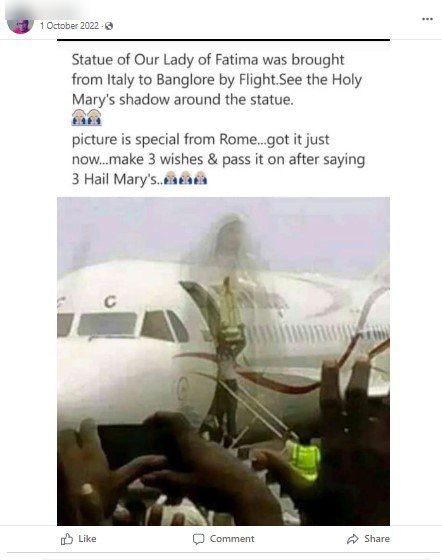 1 October 2022 ·
Statue of Our Lady of Fatima was brought
from Italy to Banglore by Flight.See the Holy
Mary's shadow around the statue.
picture is special from Rome...got it just
now...make 3 wishes & pass it on after saying
3 Hail Mary's..
C C
Like Comment Share